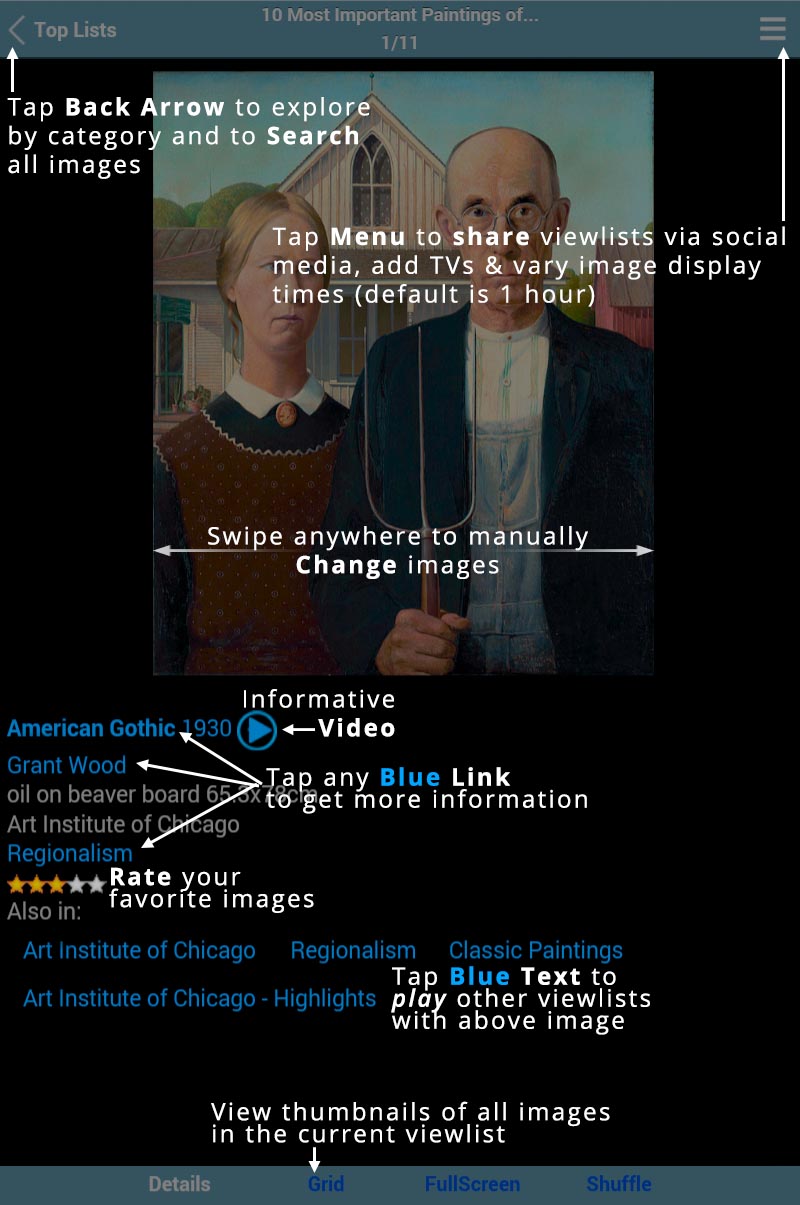 Top Lists
10 Most Important Paintings of...
1/11
Tap Back Arrow to explore
by category and to Search
all images
Tap Menu to share viewlists via social
media, add TVs & vary image display
times (default is 1 hour)
Swipe anywhere to manually
Change images
Informative
Video
American Gothic 1930
Grant Wood
Tap any Blue Link
to get more information
oil on beaver board 65.3x78cm
Art Institute of Chicago
Regionalism
Rate your
favorite images
Also in:
Art Institute of Chicago Regionalism Classic Paintings
Art Institute of Chicago - Highlights
Tap Blue Text to
play other viewlists
with above image
View thumbnails of all images
in the current viewlist
Details Grid FullScreen Shuffle